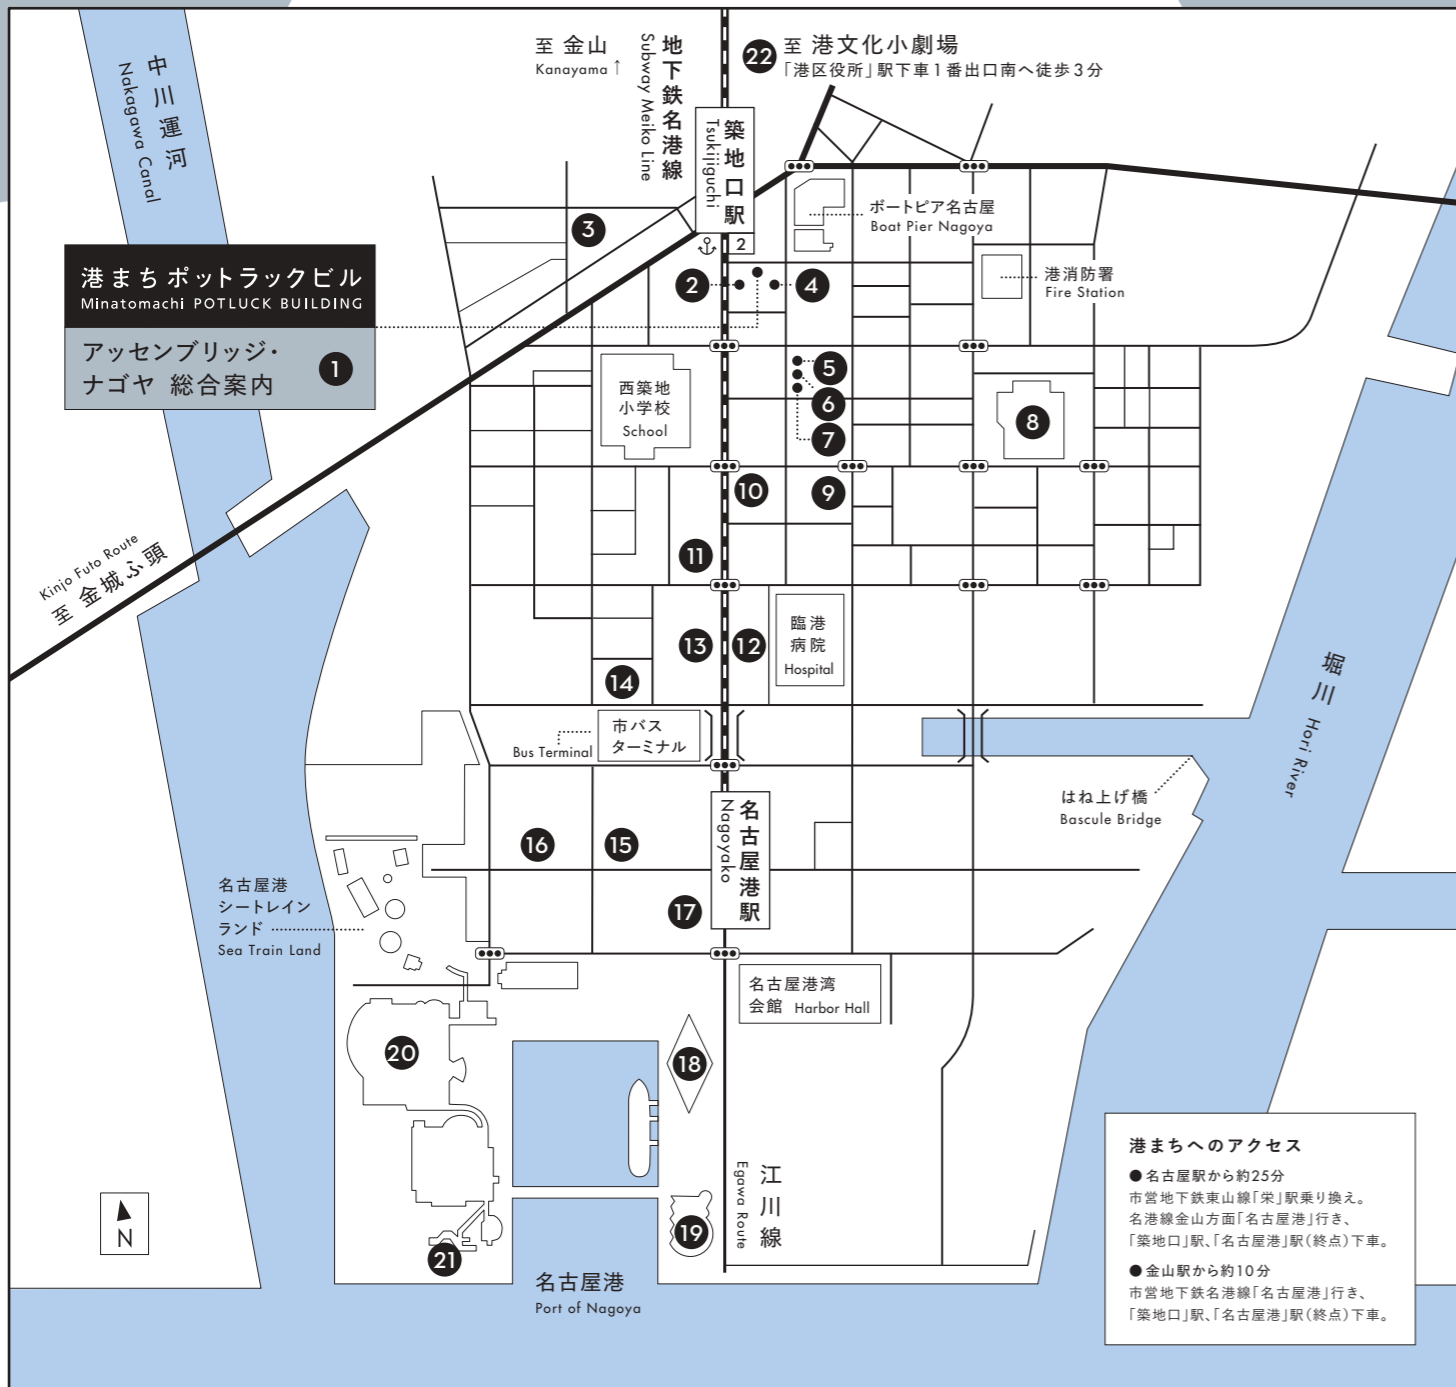 至 金山
Kanayama ↑
地下鉄名港線
Subway Meiko Line
22
至 港文化小劇場
「港区役所」駅下車1番出口南へ徒歩3分
中川運河
Nakagawa Canal
築地口駅
Tsukijiguchi
2
3
ボートピア名古屋
Boat Pier Nagoya
港消防署
Fire Station
港まちポットラックビル
Minatomachi POTLUCK BUILDING
アッセンブリッジ・
ナゴヤ 総合案内
1
2
4
西築地
小学校
School
5
6
7
8
10
9
11
Kinjo Futo Route
至 金城ふ頭
13
12
臨港
病院
Hospital
14
堀川
Hori River
市バス
ターミナル
Bus Terminal
はね上げ橋
Bascule Bridge
名古屋港駅
Nagoyako
16
15
17
名古屋港
シートレイン
ランド
Sea Train Land
名古屋港湾
会館 Harbor Hall
20
18
江川線
Egawa Route
19
21
N
名古屋港
Port of Nagoya
港まちへのアクセス
●名古屋駅から約25分
市営地下鉄東山線「栄」駅乗り換え。
名港線金山方面「名古屋港」行き、
「築地口」駅、「名古屋港」駅(終点)下車。
●金山駅から約10分
市営地下鉄名港線「名古屋港」行き、
「築地口」駅、「名古屋港」駅(終点)下車。